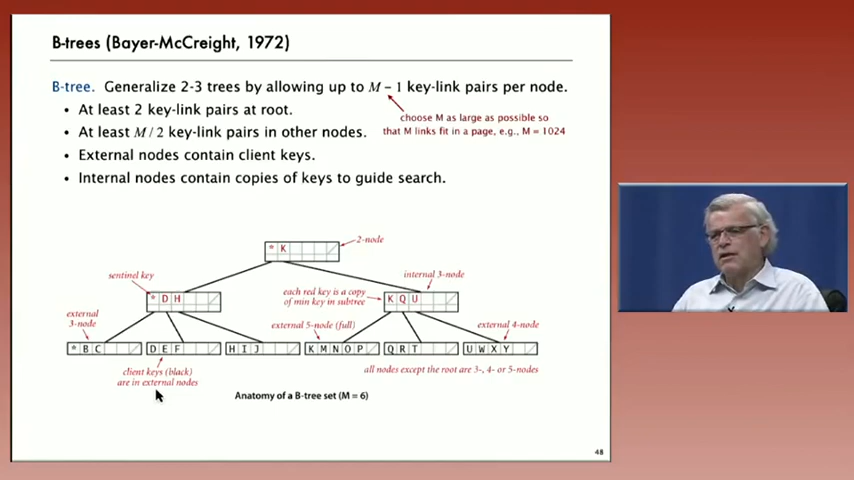 B-trees (Bayer-McCreight, 1972)
B-tree. Generalize 2-3 trees by allowing up to M – 1 key-link pairs per node.
• At least 2 key-link pairs at root.
• At least M / 2 key-link pairs in other nodes.
• External nodes contain client keys.
• Internal nodes contain copies of keys to guide search.
choose M as large as possible so
that M links fit in a page, e.g., M = 1024
2-node
* K
sentinel key
internal 3-node
* D H
each red key is a copy
of min key in subtree
K Q U
external
3-node
external 5-node (full)
external 4-node
* B C
D E F
H I J
K M N O P
Q R T
U W X Y
client keys (black)
are in external nodes
all nodes except the root are 3-, 4- or 5-nodes
Anatomy of a B-tree set (M = 6)
48